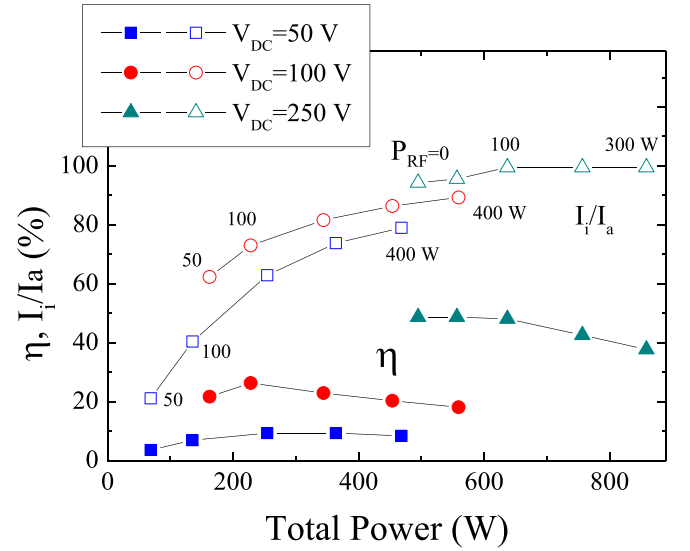 V_DC=50 V
V_DC=100 V
V_DC=250 V
η, I_i/Ia (%)
100
80
60
40
20
0
P_RF=0
100
300 W
I_i/I_a
50
100
400 W
400 W
100
50
η
0
200
400
600
800
Total Power (W)